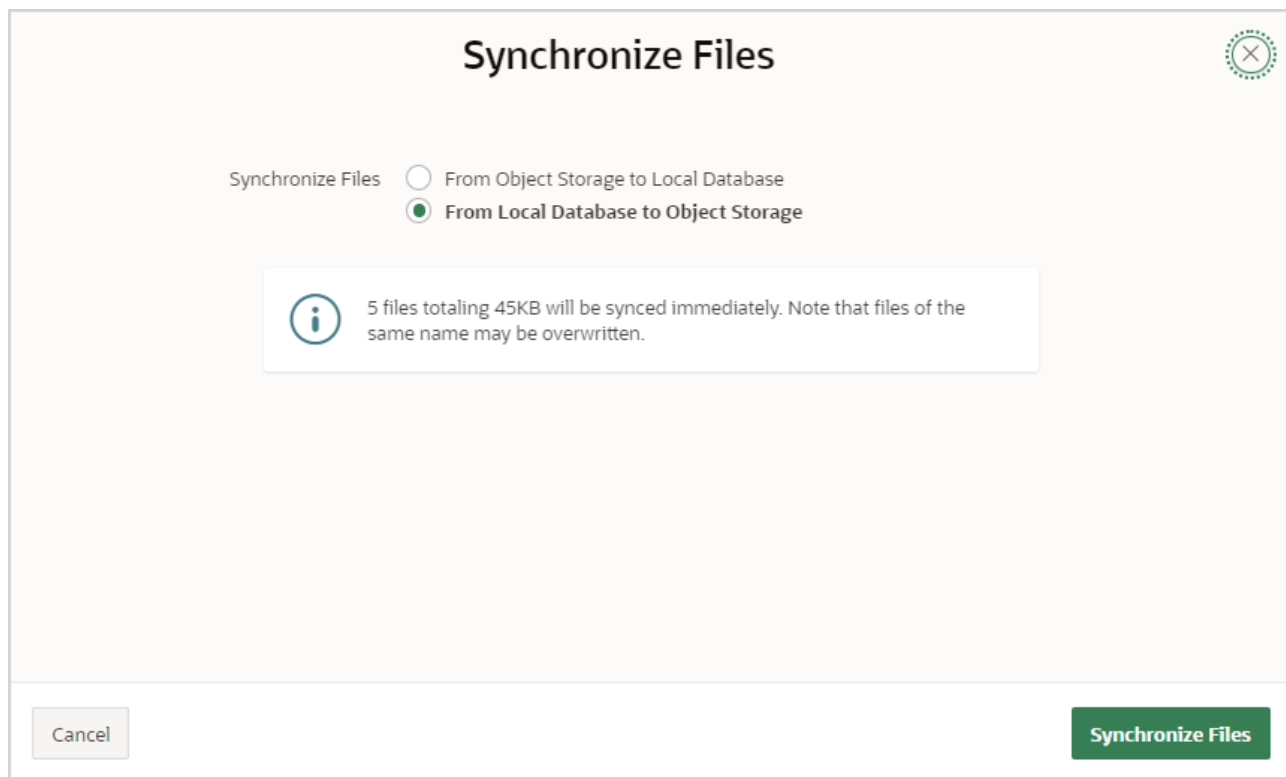 Synchronize Files
Synchronize Files
From Object Storage to Local Database
From Local Database to Object Storage
5 files totaling 45KB will be synced immediately. Note that files of the
same name may be overwritten.
Cancel
Synchronize Files